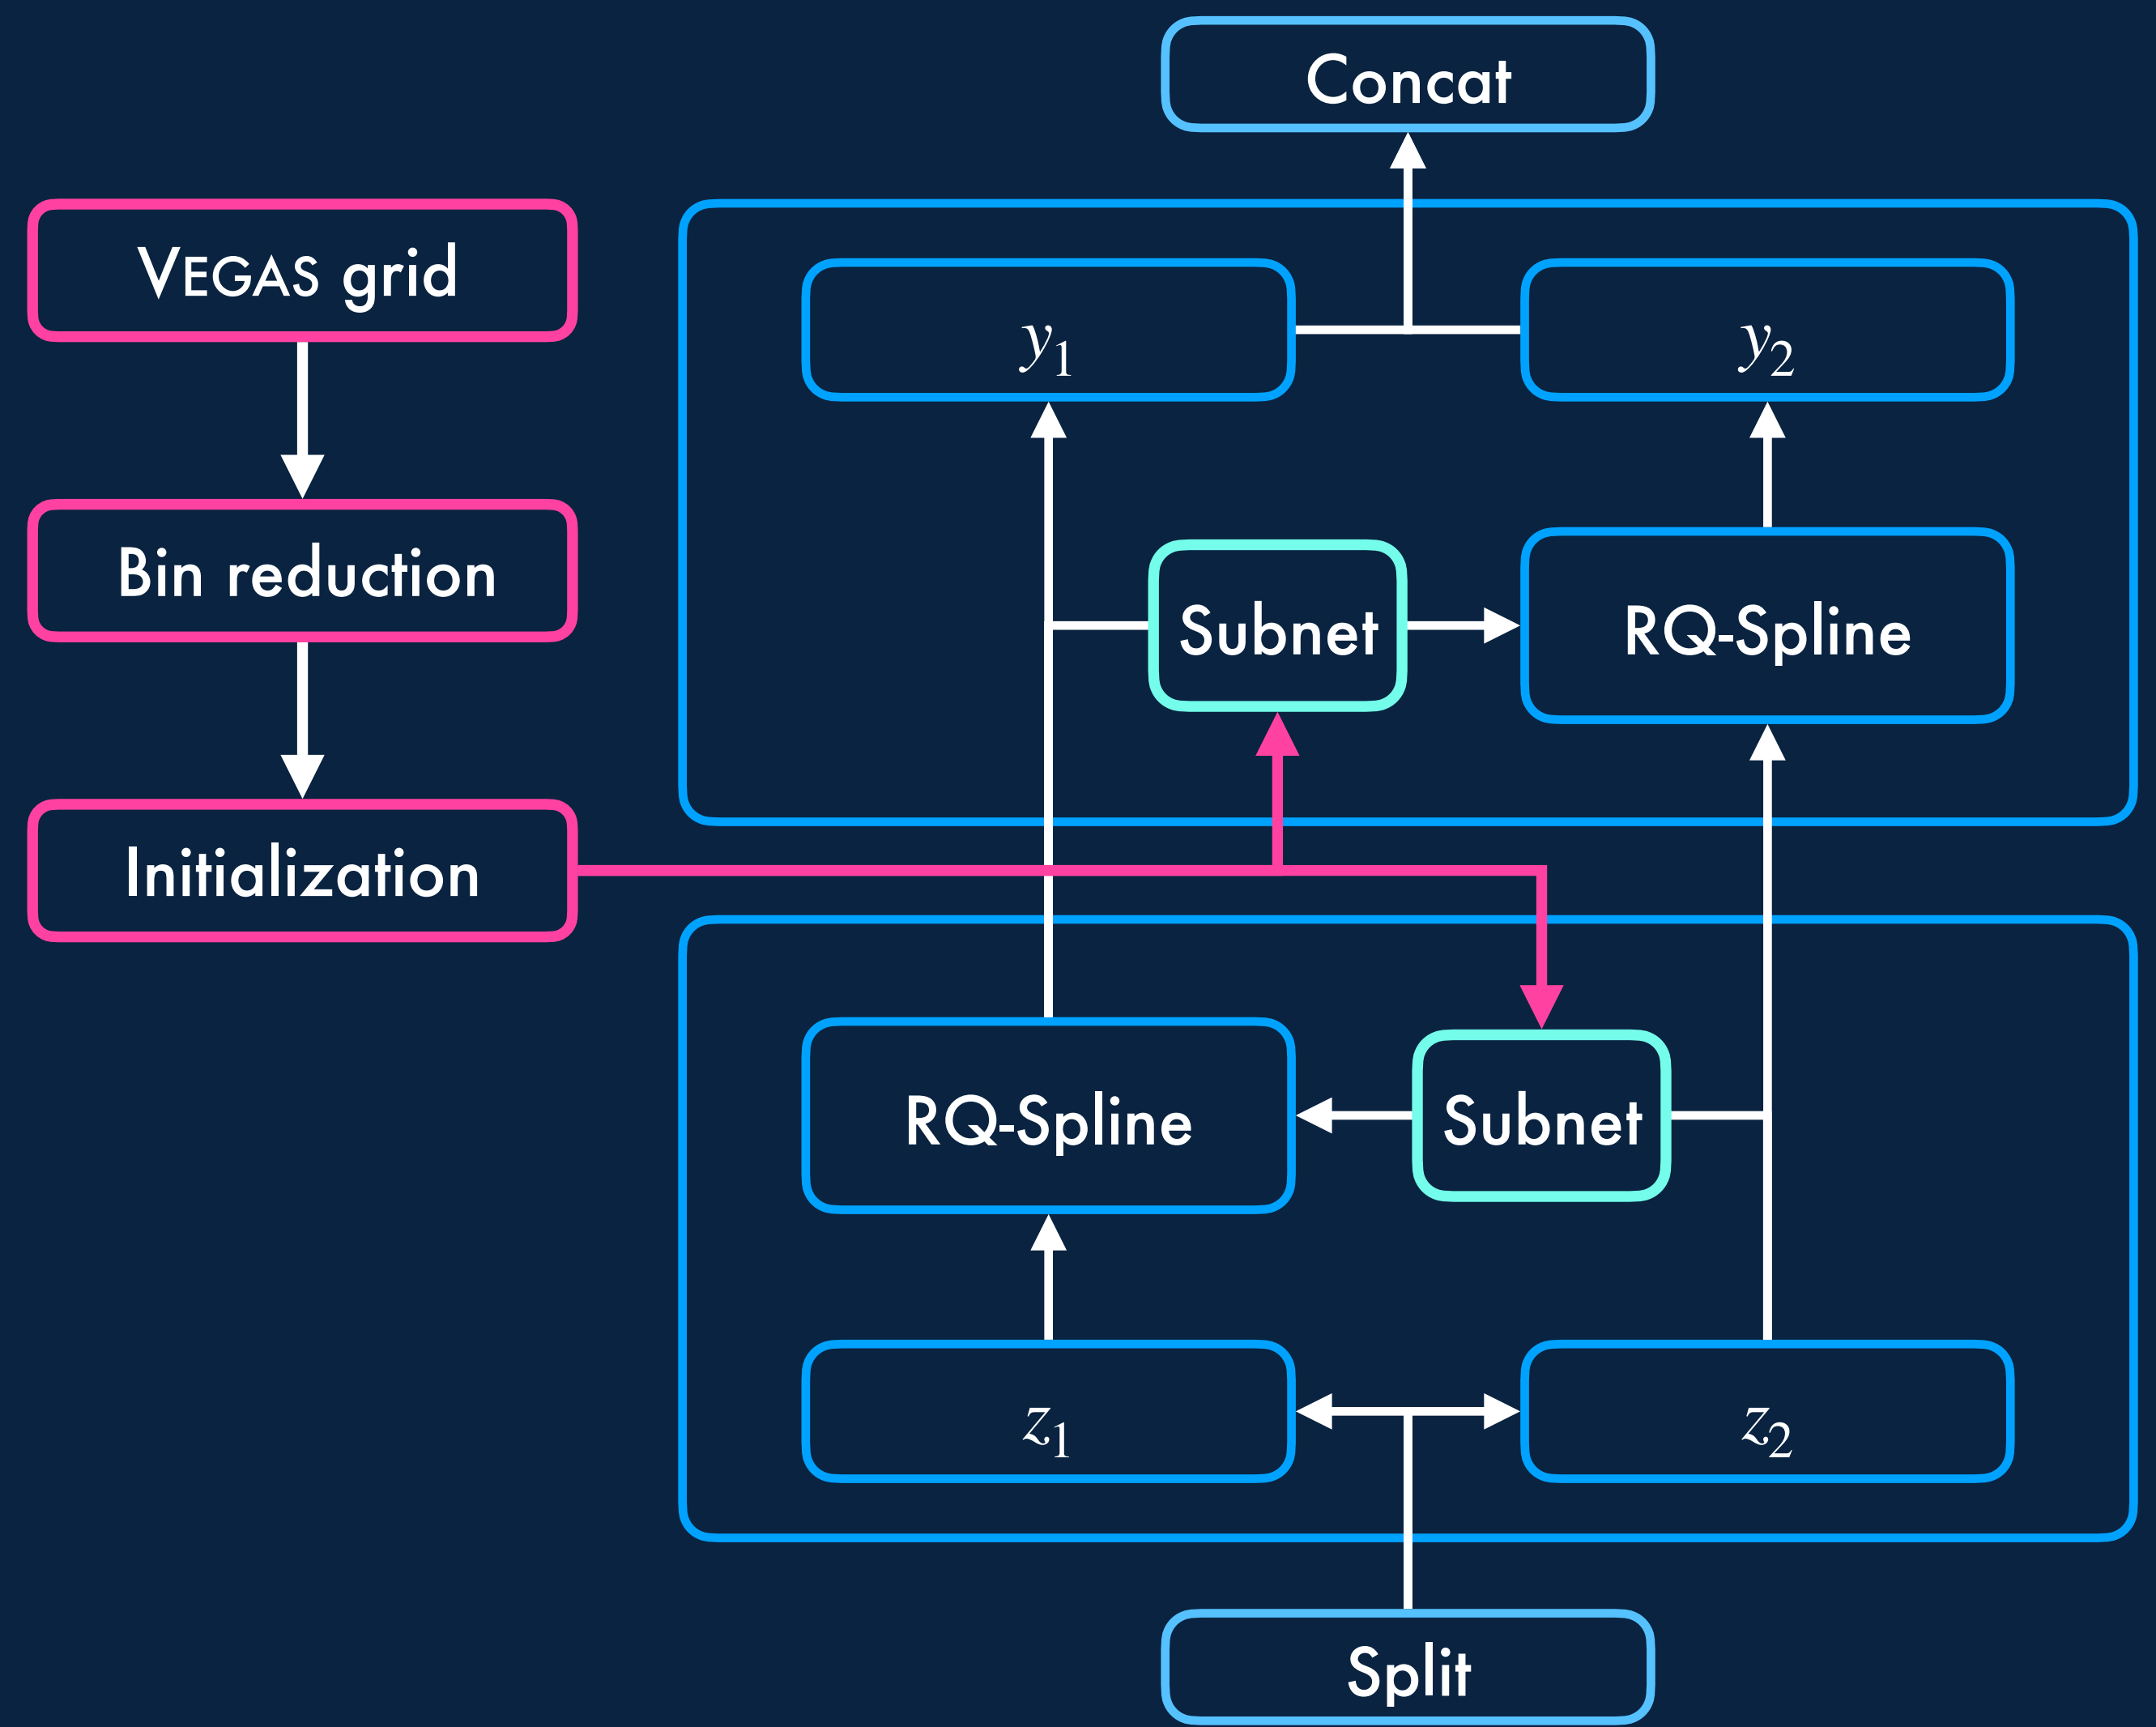 Concat
VEGAS grid
y1
y2
Bin reduction
Subnet
RQ-Spline
Initialization
RQ-Spline
Subnet
z1
z2
Split